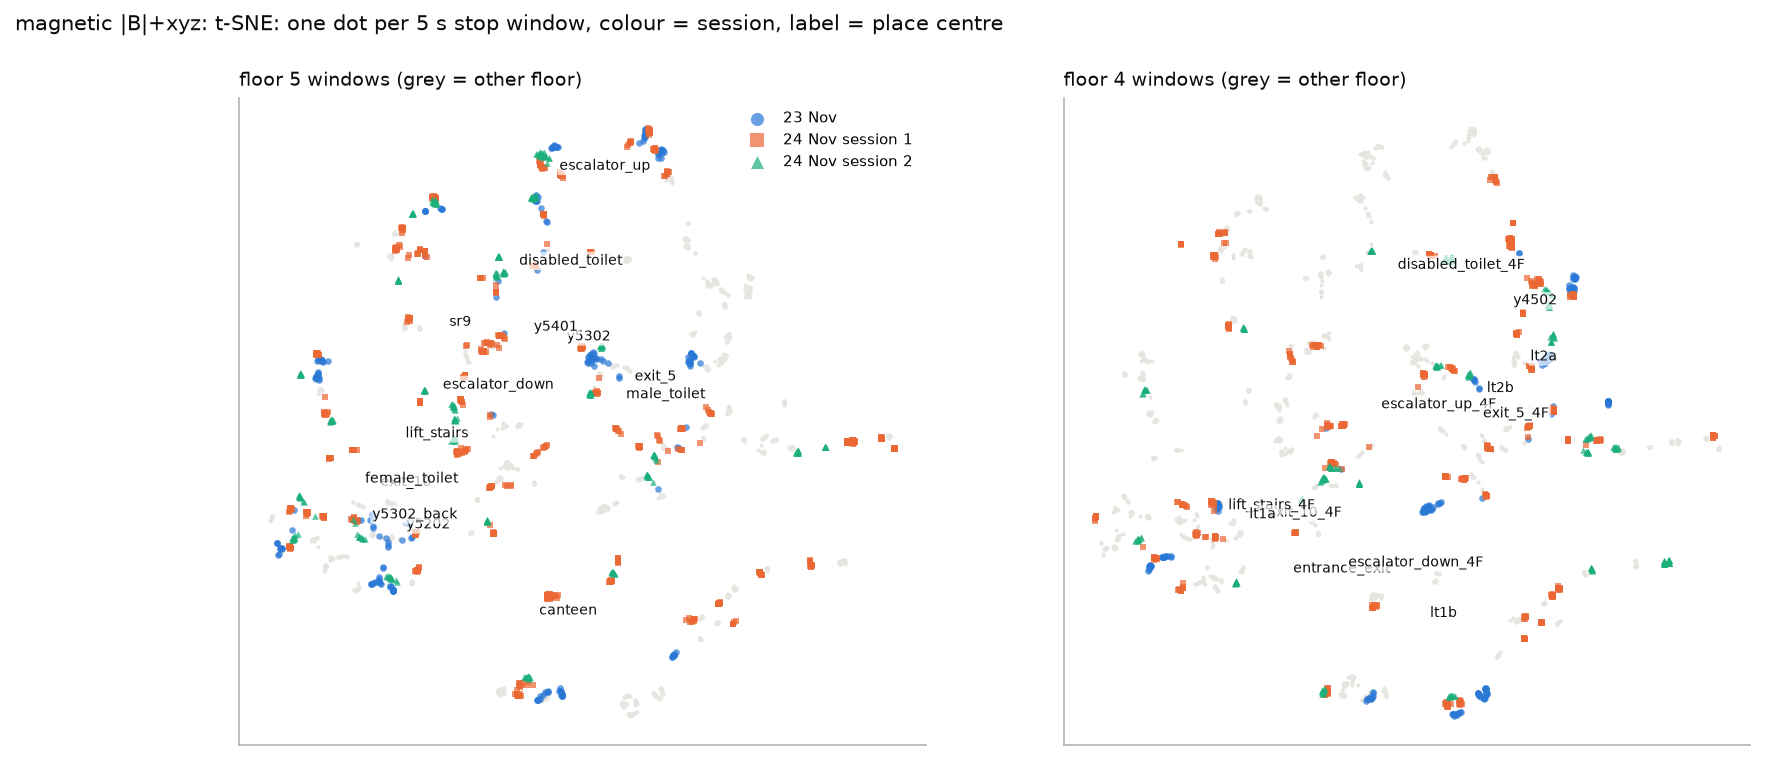 magnetic |B|+xyz: t-SNE: one dot per 5 s stop window, colour = session, label = place centre
floor 5 windows (grey = other floor)
23 Nov
24 Nov session 1
24 Nov session 2
escalator_up
disabled_toilet
sr9
y5401
y5302
exit_5
escalator_down
male_toilet
lift_stairs
female_toilet
y5302_back
y5202
canteen
floor 4 windows (grey = other floor)
disabled_toilet_4F
y4502
lt2a
lt2b
escalator_up_4F
exit_5_4F
lift_stairs_4F
lt1a
escalator_down_4F
entrance_exit
lt1b